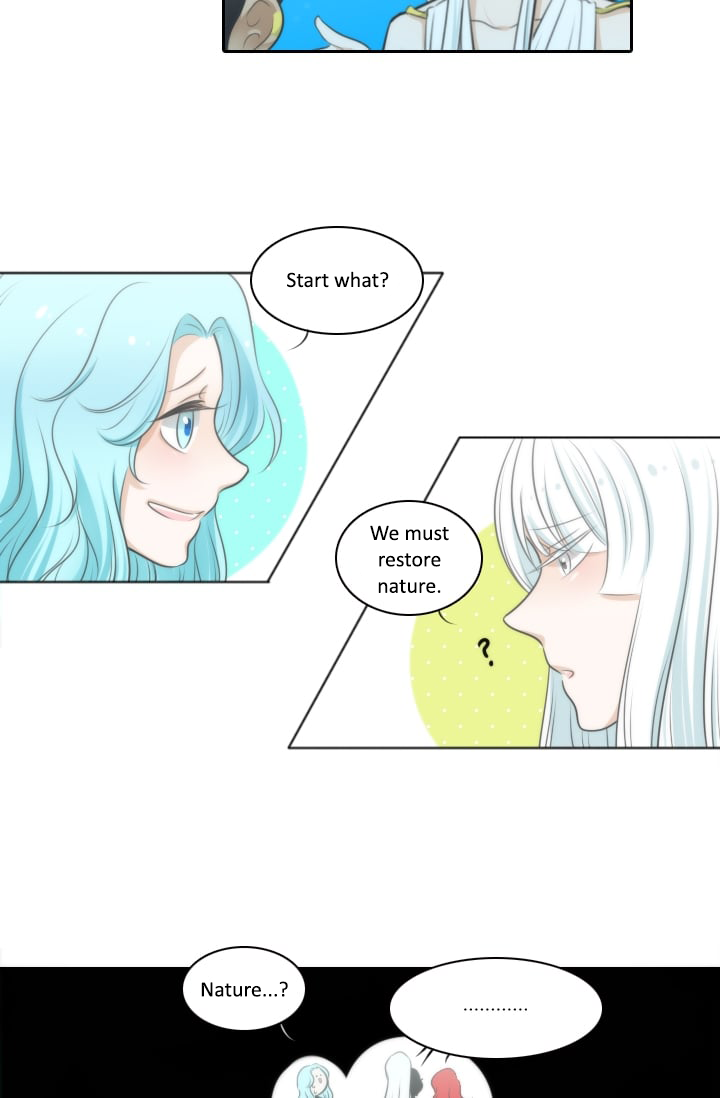 Start what?
We must
restore
nature.
?
Nature...?
............